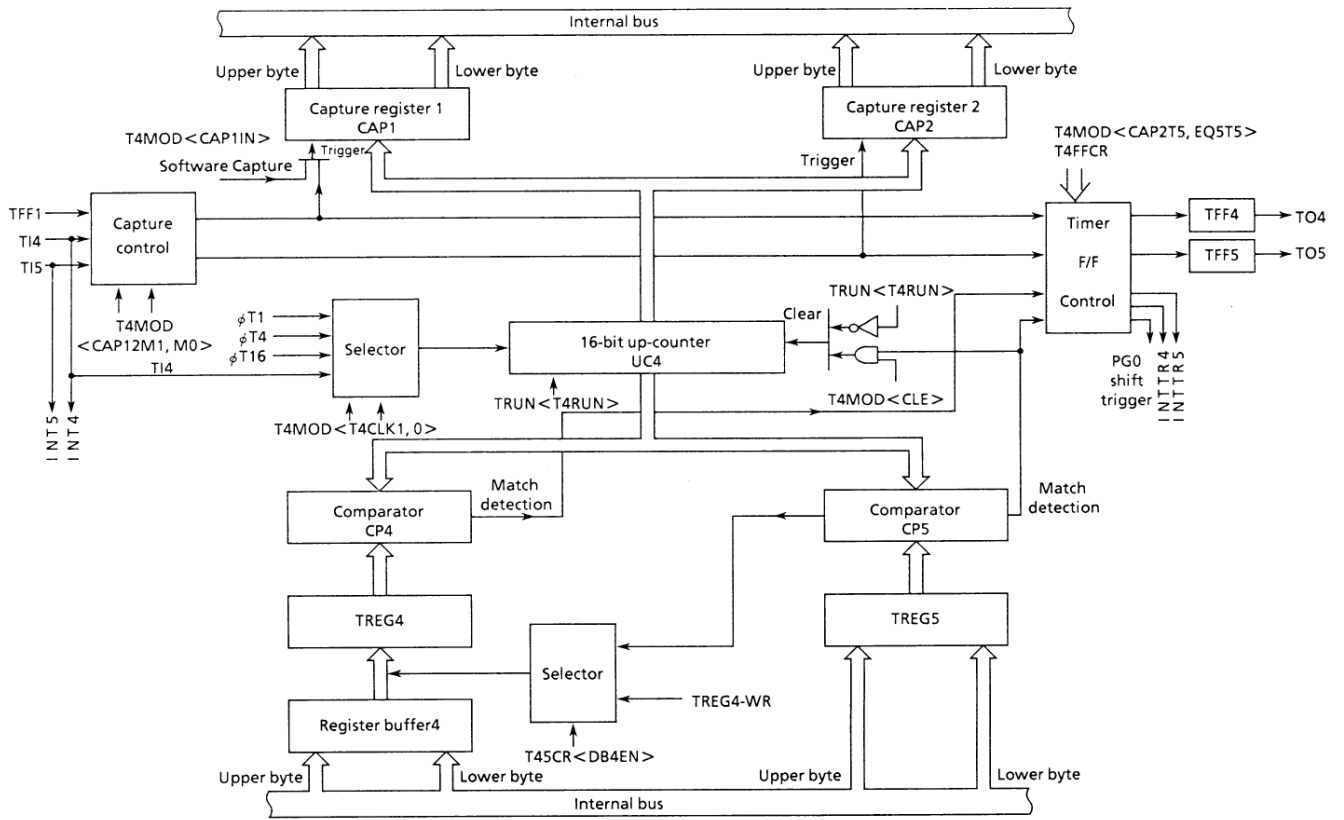 Internal bus
Upper byte
Lower byte
Upper byte
Lower byte
Capture register 1
CAP1
Capture register 2
CAP2
T4MOD<CAP1IN>
Trigger
Software Capture
Trigger
T4MOD<CAP2T5, EQ5T5>
T4FFCR
TFF1
TI4
TI5
Capture
control
Timer
F/F
Control
TFF4
TO4
TFF5
TO5
T4MOD
<CAP12M1, M0>
φT1
φT4
φT16
TI4
Selector
16-bit up-counter
UC4
Clear
TRUN<T4RUN>
TRUN<T4RUN>
T4MOD<CLE>
PG0
shift
trigger
INTTR4
INTTR5
INT5
INT4
T4MOD<T4CLK1, 0>
Match
detection
Comparator
CP4
Comparator
CP5
Match
detection
TREG4
TREG5
Selector
TREG4-WR
Register buffer4
T45CR<DB4EN>
Upper byte
Lower byte
Upper byte
Lower byte
Internal bus